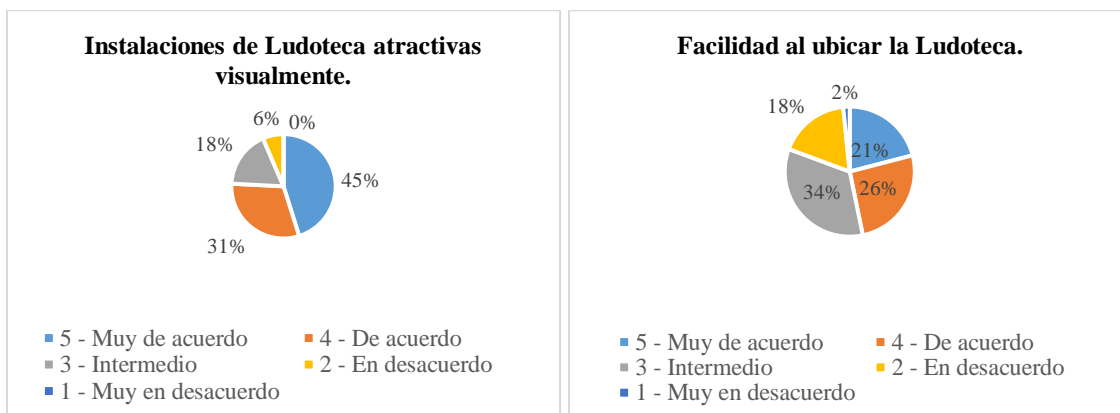 Instalaciones de Ludoteca atractivas
visualmente.
6%
0%
18%
45%
31%
5 - Muy de acuerdo
4 - De acuerdo
3 - Intermedio
2 - En desacuerdo
1 - Muy en desacuerdo
Facilidad al ubicar la Ludoteca.
2%
18%
21%
34%
26%
5 - Muy de acuerdo
4 - De acuerdo
3 - Intermedio
2 - En desacuerdo
1 - Muy en desacuerdo